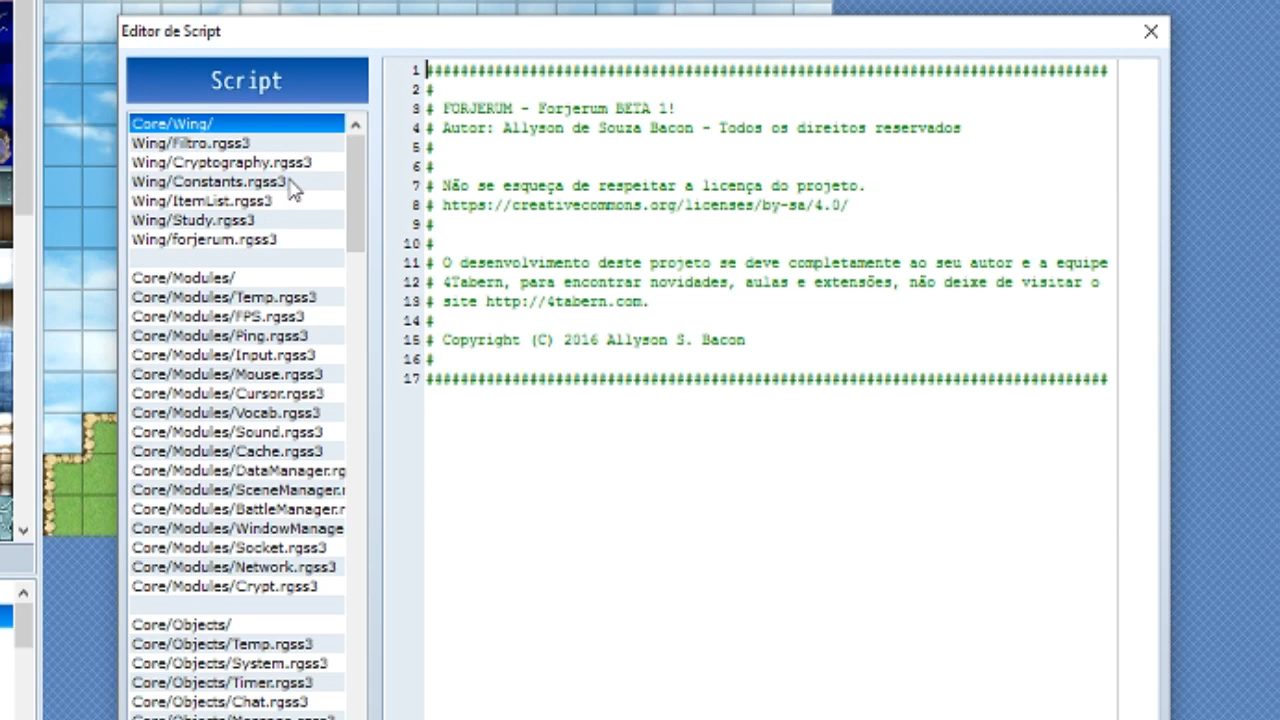 Editor de Script
Script
Core/Wing/
Wing/Filtro.rgss3
Wing/Cryptography.rgss3
Wing/Constants.rgss3
Wing/ItemList.rgss3
Wing/Study.rgss3
Wing/forjerum.rgss3
Core/Modules/
Core/Modules/Temp.rgss3
Core/Modules/FPS.rgss3
Core/Modules/Ping.rgss3
Core/Modules/Input.rgss3
Core/Modules/Mouse.rgss3
Core/Modules/Cursor.rgss3
Core/Modules/Vocab.rgss3
Core/Modules/Sound.rgss3
Core/Modules/Cache.rgss3
Core/Modules/DataManager.rg
Core/Modules/SceneManager.r
Core/Modules/BattleManager.r
Core/Modules/WindowManage
Core/Modules/Socket.rgss3
Core/Modules/Network.rgss3
Core/Modules/Crypt.rgss3
Core/Objects/
Core/Objects/Temp.rgss3
Core/Objects/System.rgss3
Core/Objects/Timer.rgss3
Core/Objects/Chat.rgss3
1 ###############################################################################
2 #
3 # FORJERUM - Forjerum BETA 1!
4 # Autor: Allyson de Souza Bacon - Todos os direitos reservados
5 #
6 #
7 # Não se esqueça de respeitar a licença do projeto.
8 # https://creativecommons.org/licenses/by-sa/4.0/
9 #
10 #
11 # O desenvolvimento deste projeto se deve completamente ao seu autor e a equipe
12 # 4Tabern, para encontrar novidades, aulas e extensões, não deixe de visitar o
13 # site http://4tabern.com.
14 #
15 # Copyright (C) 2016 Allyson S. Bacon
16 #
17 ###############################################################################